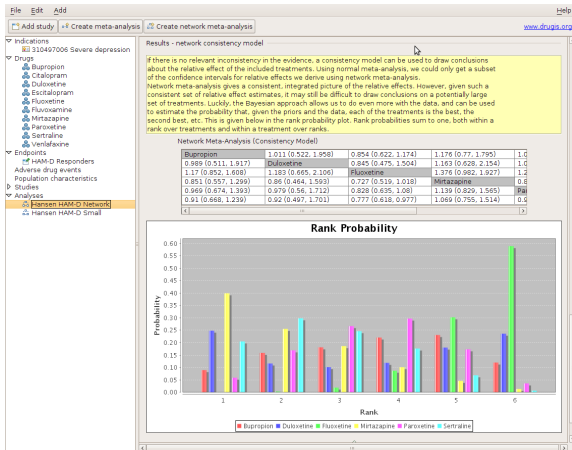 File Edit Add Help
Add study Create meta-analysis Create network meta-analysis www.drugis.org
Indications
310497006 Severe depression
Drugs
Bupropion
Citalopram
Duloxetine
Escitalopram
Fluoxetine
Fluvoxamine
Mirtazapine
Paroxetine
Sertraline
Venlafaxine
Endpoints
HAM-D Responders
Adverse drug events
Population characteristics
Studies
Analyses
Hansen HAM-D Network
Hansen HAM-D Small
Results - network consistency model
If there is no relevant inconsistency in the evidence, a consistency model can be used to draw conclusions
about the relative effect of the included treatments. Using normal meta-analysis, we could only get a subset
of the confidence intervals for relative effects we derive using network meta-analysis.
Network meta-analysis gives a consistent, integrated picture of the relative effects. However, given such a
consistent set of relative effect estimates, it may still be difficult to draw conclusions on a potentially large
set of treatments. Luckily, the Bayesian approach allows us to do even more with the data, and can be used
to estimate the probability that, given the priors and the data, each of the treatments is the best, the
second best, etc. This is given below in the rank probability plot. Rank probabilities sum to one, both within a
rank over treatments and within a treatment over ranks.
Network Meta-Analysis (Consistency Model)
Bupropion 1.011 (0.522, 1.958) 0.854 (0.622, 1.174) 1.176 (0.77, 1.795) 1.0
0.989 (0.511, 1.917) Duloxetine 0.845 (0.475, 1.504) 1.163 (0.628, 2.154) 1.0
1.17 (0.852, 1.608) 1.183 (0.665, 2.106) Fluoxetine 1.376 (0.982, 1.927) 1.2
0.851 (0.557, 1.299) 0.86 (0.464, 1.593) 0.727 (0.519, 1.018) Mirtazapine 0.8
0.969 (0.674, 1.393) 0.979 (0.56, 1.712) 0.828 (0.635, 1.08) 1.139 (0.829, 1.565) Par
0.91 (0.668, 1.239) 0.92 (0.497, 1.701) 0.777 (0.618, 0.977) 1.069 (0.755, 1.514) 0.9
Rank Probability
Probability
0.60
0.55
0.50
0.45
0.40
0.35
0.30
0.25
0.20
0.15
0.10
0.05
0.00
1 2 3 4 5 6
Rank
Bupropion Duloxetine Fluoxetine Mirtazapine Paroxetine Sertraline